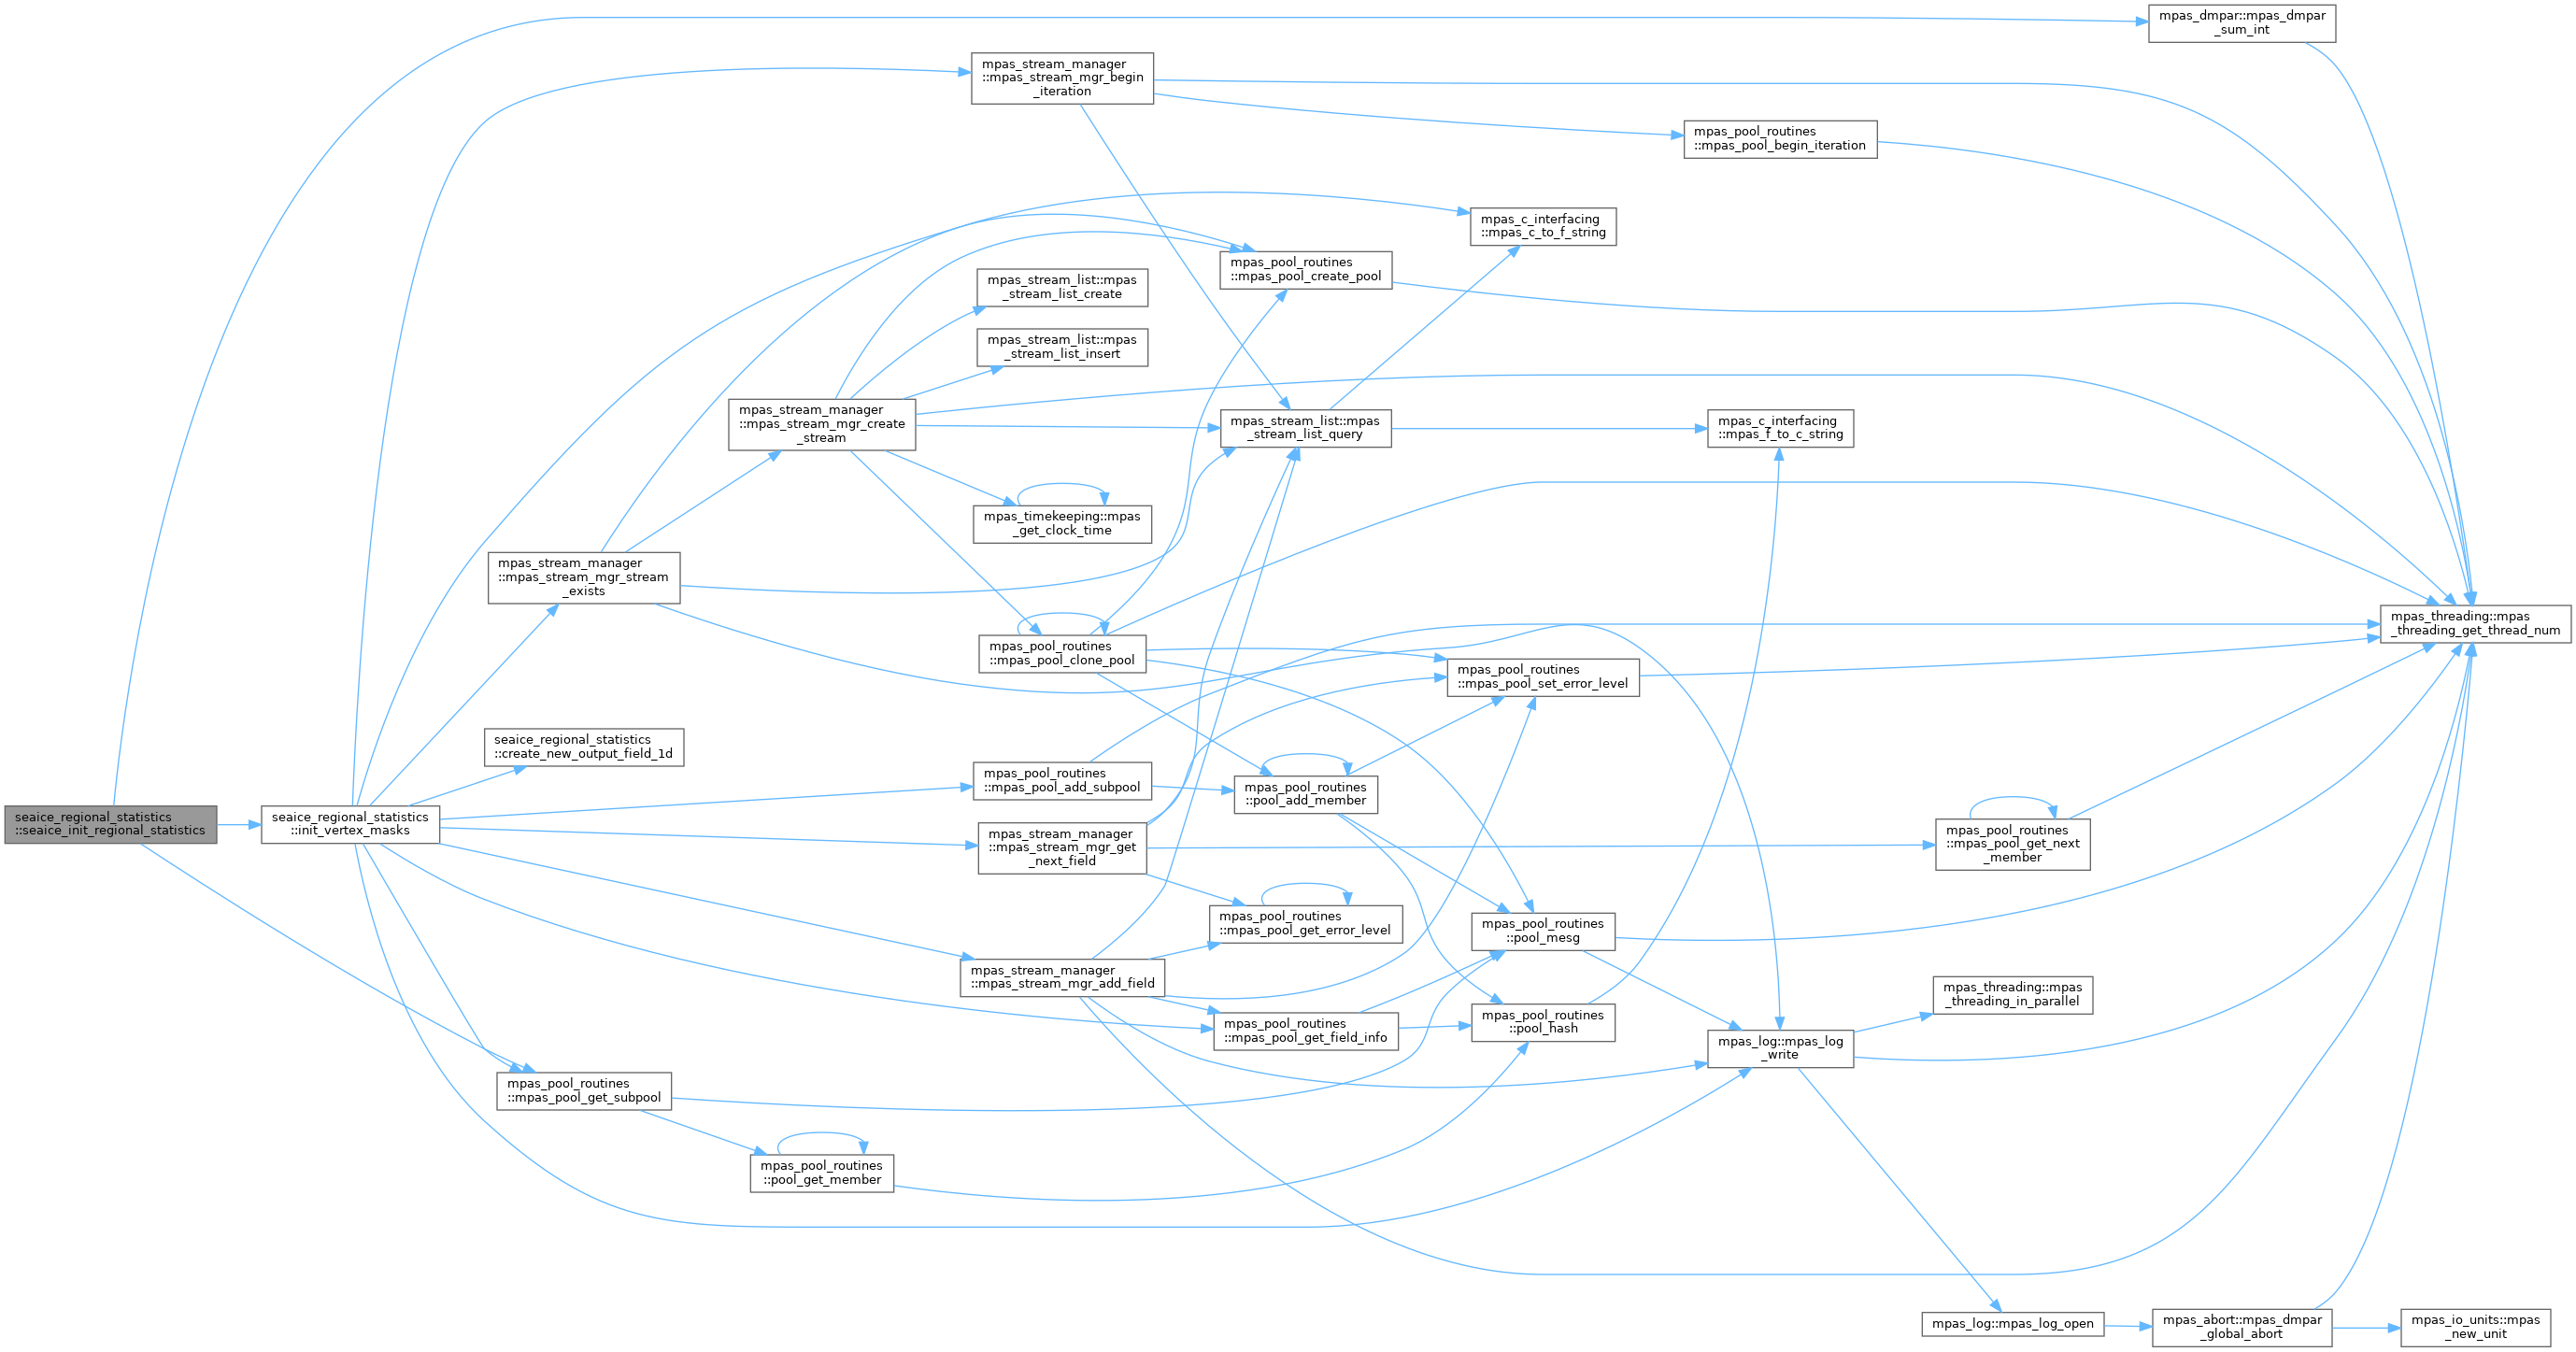 mpas_dmpar::mpas_dmpar
_sum_int
mpas_stream_manager
::mpas_stream_mgr_begin
_iteration
mpas_pool_routines
::mpas_pool_begin_iteration
mpas_c_interfacing
::mpas_c_to_f_string
mpas_pool_routines
::mpas_pool_create_pool
mpas_stream_list::mpas
_stream_list_create
mpas_stream_list::mpas
_stream_list_insert
mpas_stream_manager
::mpas_stream_mgr_create
_stream
mpas_stream_list::mpas
_stream_list_query
mpas_c_interfacing
::mpas_f_to_c_string
mpas_timekeeping::mpas
_get_clock_time
mpas_stream_manager
::mpas_stream_mgr_stream
_exists
mpas_threading::mpas
_threading_get_thread_num
mpas_pool_routines
::mpas_pool_clone_pool
mpas_pool_routines
::mpas_pool_set_error_level
seaice_regional_statistics
::create_new_output_field_1d
mpas_pool_routines
::mpas_pool_add_subpool
mpas_pool_routines
::pool_add_member
seaice_regional_statistics
::seaice_init_regional_statistics
seaice_regional_statistics
::init_vertex_masks
mpas_stream_manager
::mpas_stream_mgr_get
_next_field
mpas_pool_routines
::mpas_pool_get_next
_member
mpas_pool_routines
::mpas_pool_get_error_level
mpas_pool_routines
::pool_mesg
mpas_stream_manager
::mpas_stream_mgr_add_field
mpas_threading::mpas
_threading_in_parallel
mpas_pool_routines
::mpas_pool_get_field_info
mpas_pool_routines
::pool_hash
mpas_log::mpas_log
_write
mpas_pool_routines
::mpas_pool_get_subpool
mpas_pool_routines
::pool_get_member
mpas_log::mpas_log_open
mpas_abort::mpas_dmpar
_global_abort
mpas_io_units::mpas
_new_unit